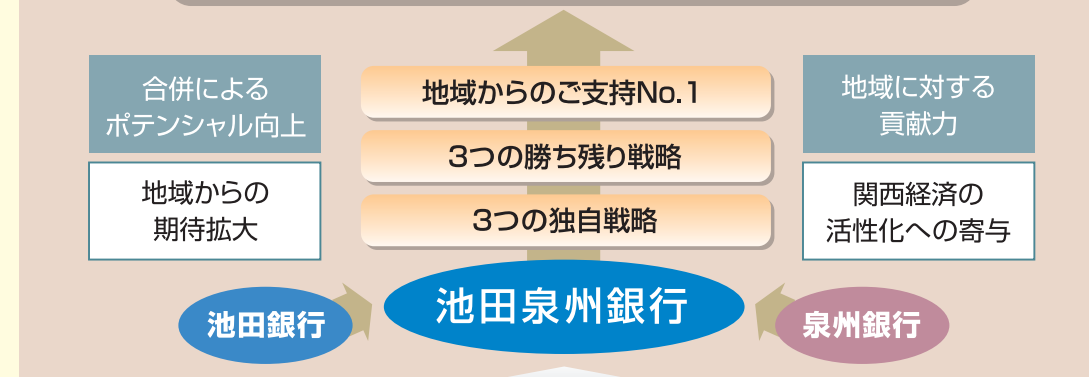 合併による
ポテンシャル向上
地域からの
期待拡大
地域からのご支持No.1
3つの勝ち残り戦略
3つの独自戦略
地域に対する
貢献力
関西経済の
活性化への寄与
池田銀行
池田泉州銀行
泉州銀行